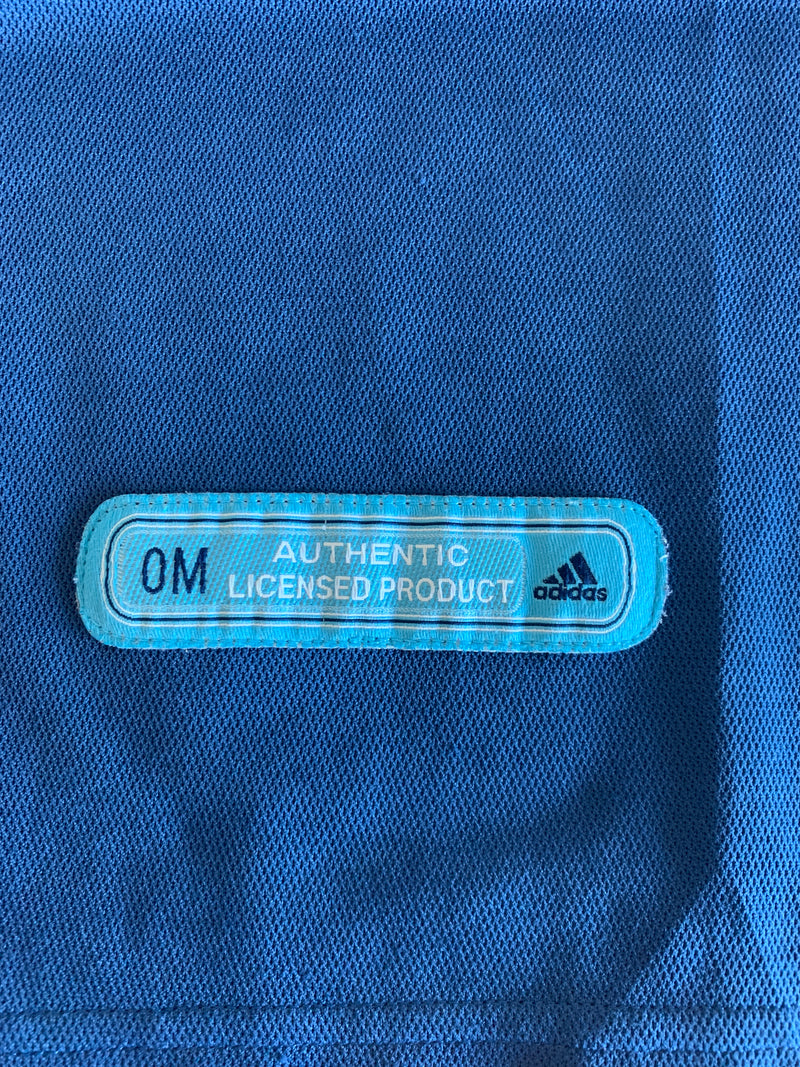 OM
AUTHENTIC
LICENSED PRODUCT
adidas